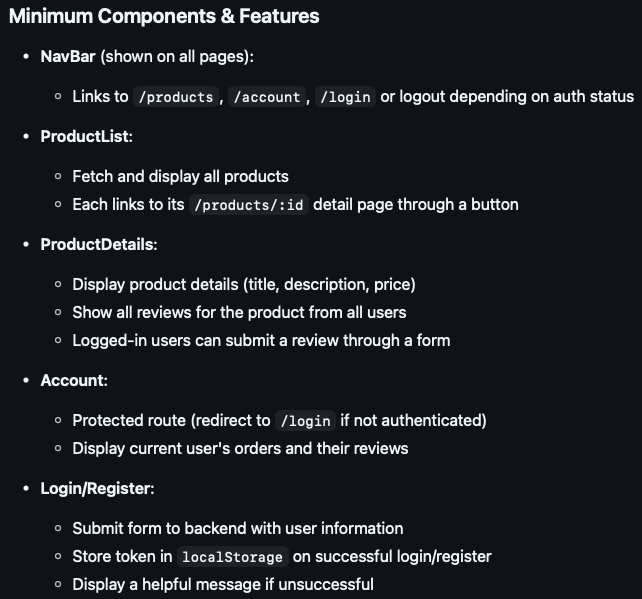 Minimum Components & Features
• NavBar (shown on all pages):
◦ Links to /products, /account, /login or logout depending on auth status
• ProductList:
◦ Fetch and display all products
◦ Each links to its /products/:id detail page through a button
• ProductDetails:
◦ Display product details (title, description, price)
◦ Show all reviews for the product from all users
◦ Logged-in users can submit a review through a form
• Account:
◦ Protected route (redirect to /login if not authenticated)
◦ Display current user's orders and their reviews
• Login/Register:
◦ Submit form to backend with user information
◦ Store token in localStorage on successful login/register
◦ Display a helpful message if unsuccessful